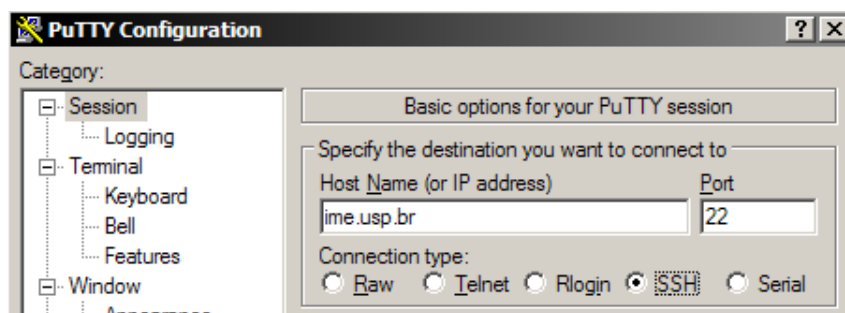 PuTTY Configuration
Category:
Session
Logging
Terminal
Keyboard
Bell
Features
Window
Appearance
Basic options for your PuTTY session
Specify the destination you want to connect to
Host Name (or IP address) Port
ime.usp.br 22
Connection type:
Raw Telnet Rlogin SSH Serial